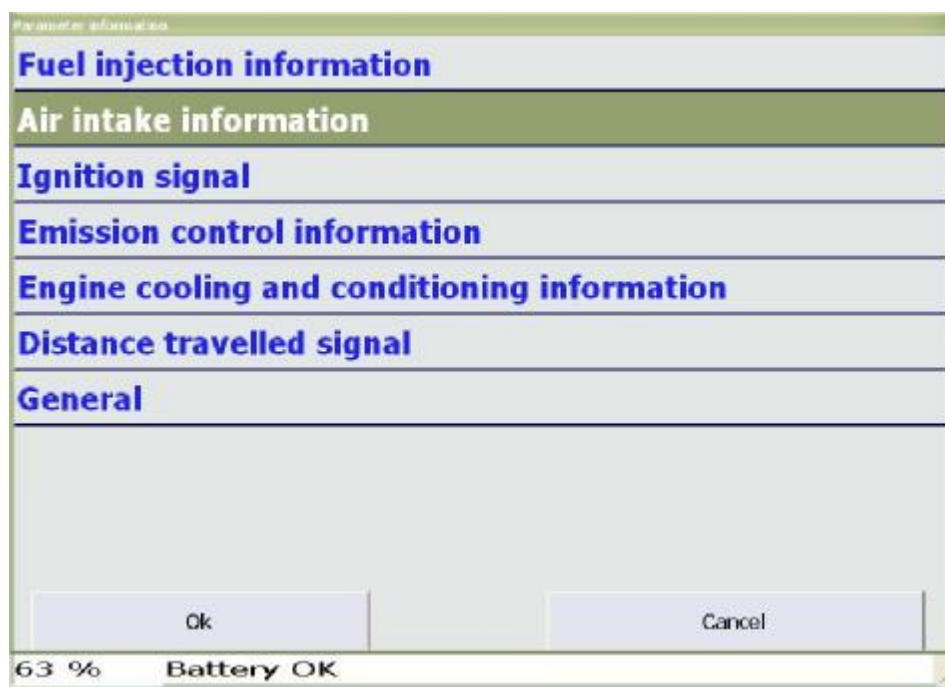 Parameter information
Fuel injection information
Air intake information
Ignition signal
Emission control information
Engine cooling and conditioning information
Distance travelled signal
General
Ok Cancel
63 % Battery OK